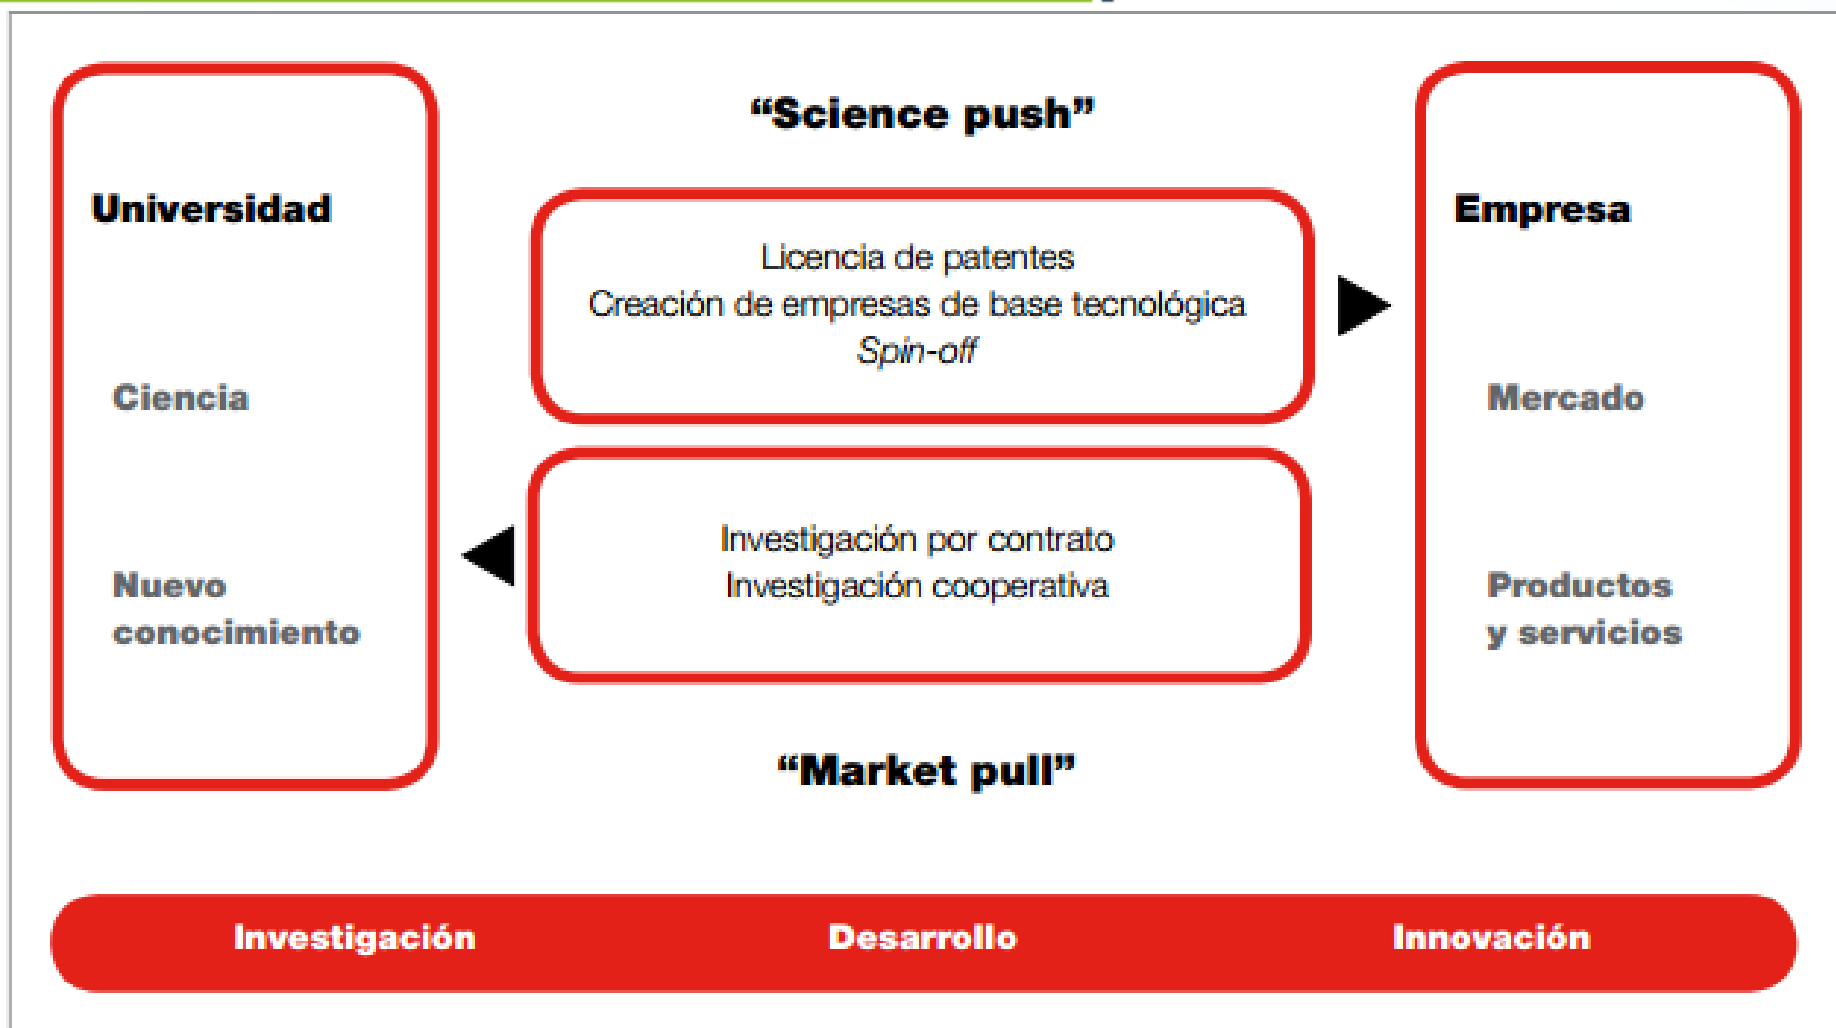 “Science push”
Universidad
Ciencia
Nuevo
conocimiento
Licencia de patentes
Creación de empresas de base tecnológica
Spin-off
Investigación por contrato
Investigación cooperativa
“Market pull”
Empresa
Mercado
Productos
y servicios
Investigación
Desarrollo
Innovación